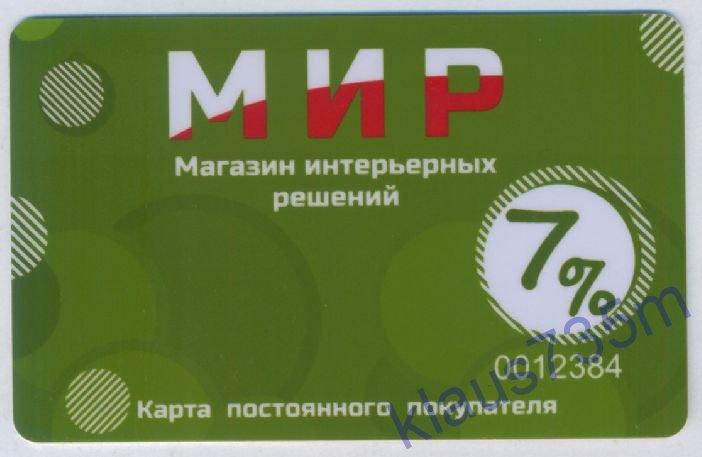 МИР
Магазин интерьерных
решений
7%
0012384
Карта постоянного покупателя
klaus735m